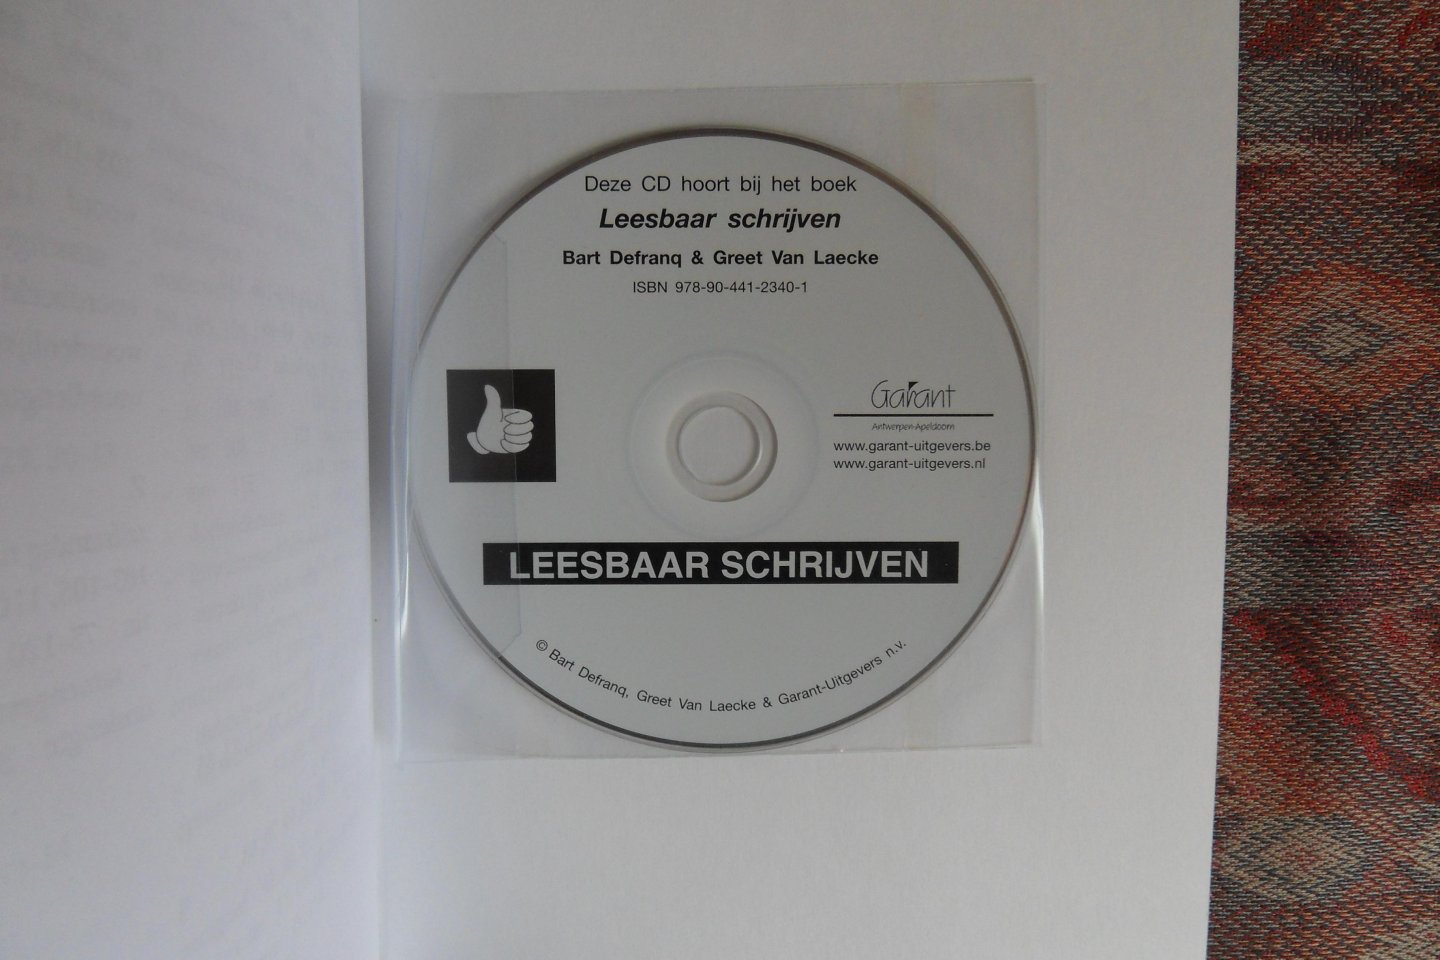 Deze CD hoort bij het boek
Leesbaar schrijven
Bart Defranq & Greet Van Laecke
ISBN 978-90-441-2340-1
Garant
Antwerpen-Apeldoorn
www.garant-uitgevers.be
www.garant-uitgevers.nl
LEESBAAR SCHRIJVEN
© Bart Defranq, Greet Van Laecke & Garant-Uitgevers n.v.